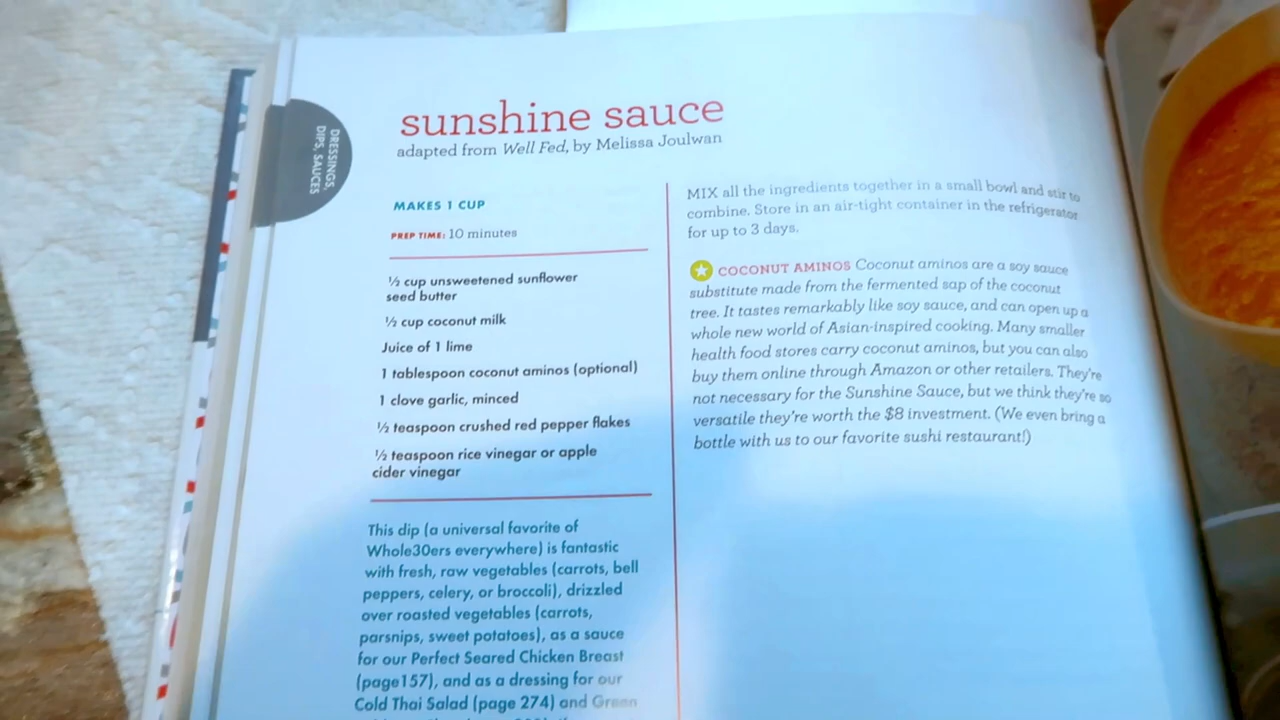 DRESSINGS,
DIPS, SAUCES
sunshine sauce
adapted from Well Fed, by Melissa Joulwan
MAKES 1 CUP
PREP TIME: 10 minutes
½ cup unsweetened sunflower
seed butter
½ cup coconut milk
Juice of 1 lime
1 tablespoon coconut aminos (optional)
1 clove garlic, minced
½ teaspoon crushed red pepper flakes
½ teaspoon rice vinegar or apple
cider vinegar
This dip (a universal favorite of
Whole30ers everywhere) is fantastic
with fresh, raw vegetables (carrots, bell
peppers, celery, or broccoli), drizzled
over roasted vegetables (carrots,
parsnips, sweet potatoes), as a sauce
for our Perfect Seared Chicken Breast
(page157), and as a dressing for our
Cold Thai Salad (page 274) and Green
MIX all the ingredients together in a small bowl and stir to
combine. Store in an air-tight container in the refrigerator
for up to 3 days.
COCONUT AMINOS Coconut aminos are a soy sauce
substitute made from the fermented sap of the coconut
tree. It tastes remarkably like soy sauce, and can open up a
whole new world of Asian-inspired cooking. Many smaller
health food stores carry coconut aminos, but you can also
buy them online through Amazon or other retailers. They're
not necessary for the Sunshine Sauce, but we think they're so
versatile they're worth the $8 investment. (We even bring a
bottle with us to our favorite sushi restaurant!)